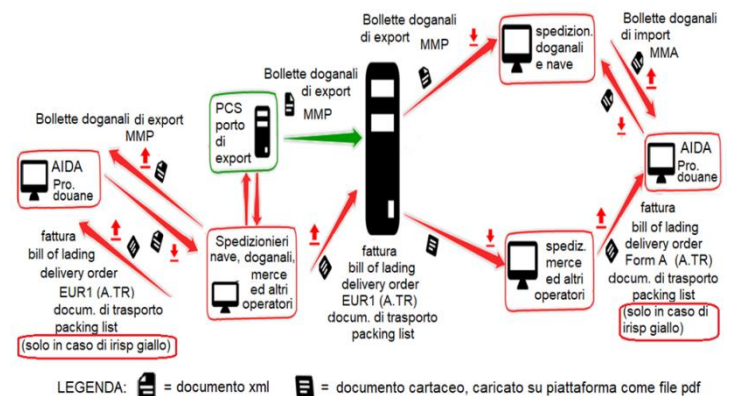 Bollette doganali
di export
MMP
spedizion.
doganali
e nave
Bollette doganali
di import
MMA
Bollette doganali
di export
MMP
PCS
porto
di
export
Bollette doganali di export
MMP
AIDA
Pro.
douane
AIDA
Pro.
douane
fattura
bill of lading
delivery order
EUR1 (A.TR)
docum. di trasporto
packing list
(solo in caso di irisp giallo)
Spedizionieri
nave, doganali,
merce
ed altri
operatori
fattura
bill of lading
delivery order
EUR1 (A.TR)
docum. di trasporto
packing list
spediz.
merce
ed altri
operatori
fattura
bill of lading
delivery order
Form A (A.TR)
docum. di trasporto
packing list
(solo in caso di
irisp giallo)
LEGENDA: = documento xml = documento cartaceo, caricato su piattaforma come file pdf